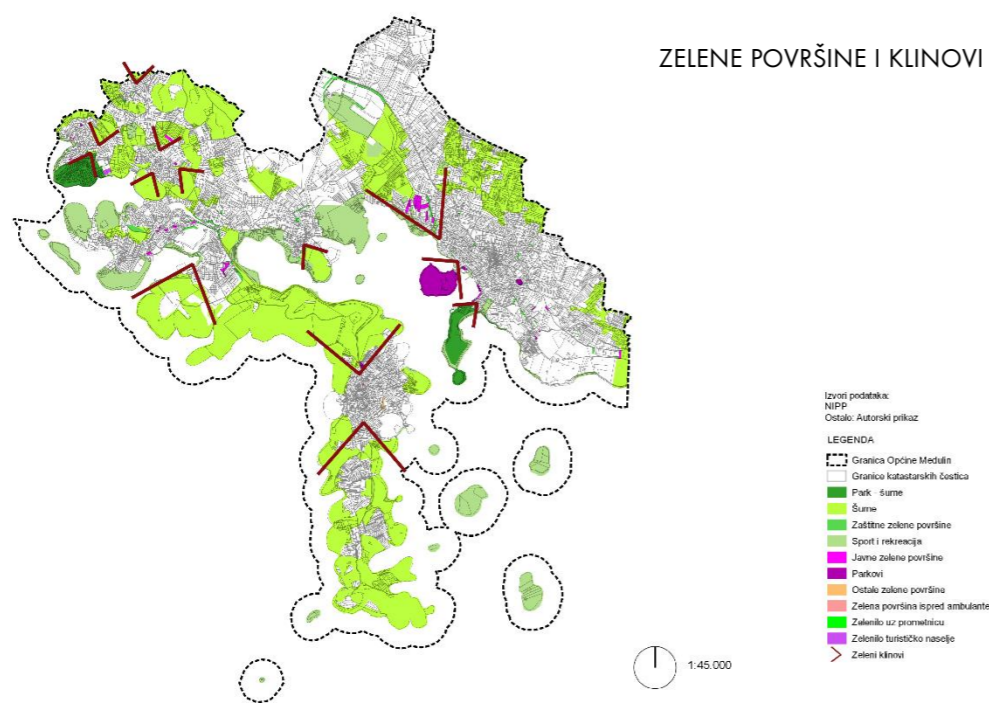 ZELENE POVRŠINE I KLINOVI
Izvori podataka:
NIPP
Ostalo: Autorski prikaz
LEGENDA
Granica Općine Medulin
Granice katastarskih čestica
Park - šume
Šume
Zaštitne zelene površine
Sport i rekreacija
Javne zelene površine
Parkovi
Ostale zelene površine
Zelena površina ispred ambulante
Zelenilo uz prometnicu
Zelenilo turističko naselje
Zeleni klinovi
1:45.000